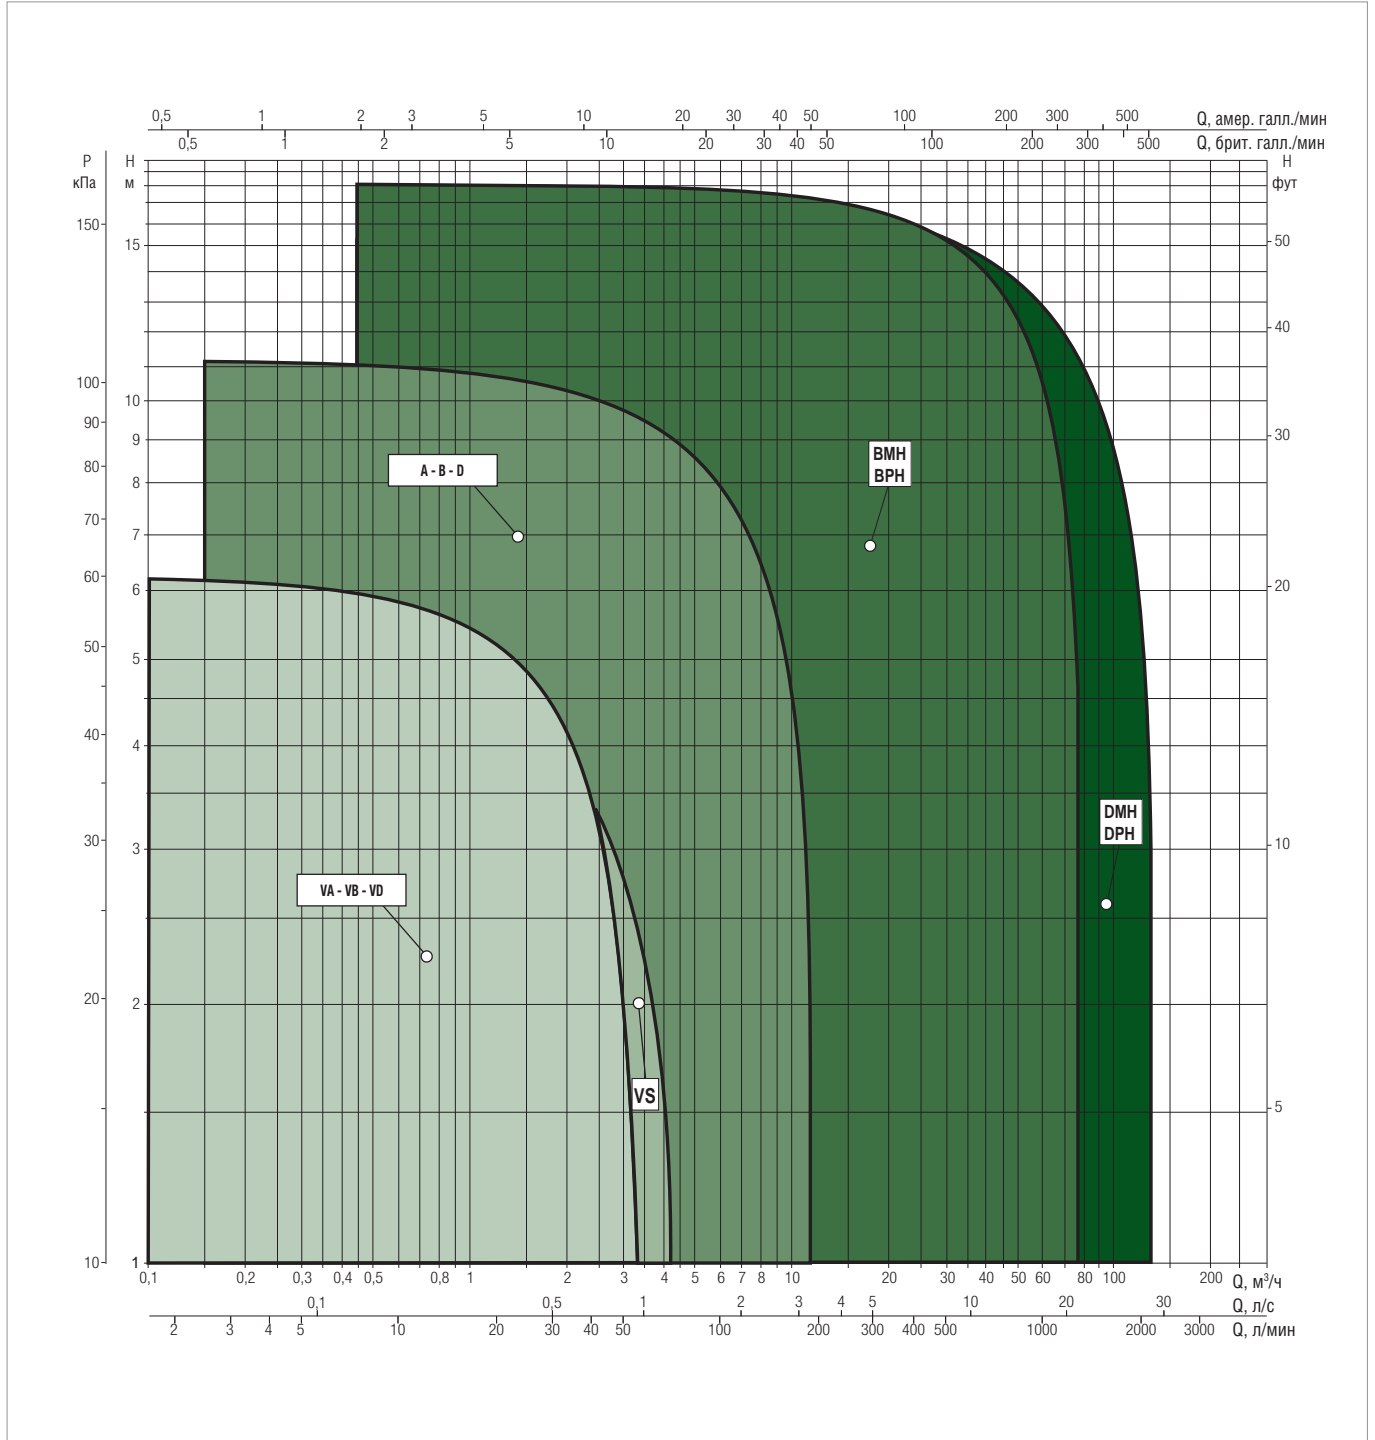 0,5 1 2 3 5 10 20 30 40 50 100 200 300 500 Q, амер. галл./мин
0,5 1 2 5 10 20 30 40 50 100 200 300 500 Q, брит. галл./мин
P H H
кПа м фут
150
15
50
40
100
10
90
30
9
BMH
A - B - D
80
BPH
8
70
7
60
20
6
50
5
40
4
DMH
30
DPH
10
3
VA - VB - VD
20
2
VS
5
10 1
0,1 0,2 0,3 0,4 0,5 0,8 1 2 3 4 5 6 7 8 10 20 30 40 50 60 80 100 200 Q, м³/ч
0,1 0,5 1 2 3 4 5 10 20 30 Q, л/с
2 3 4 5 10 20 30 40 50 100 200 300 400 500 1000 2000 3000 Q, л/мин